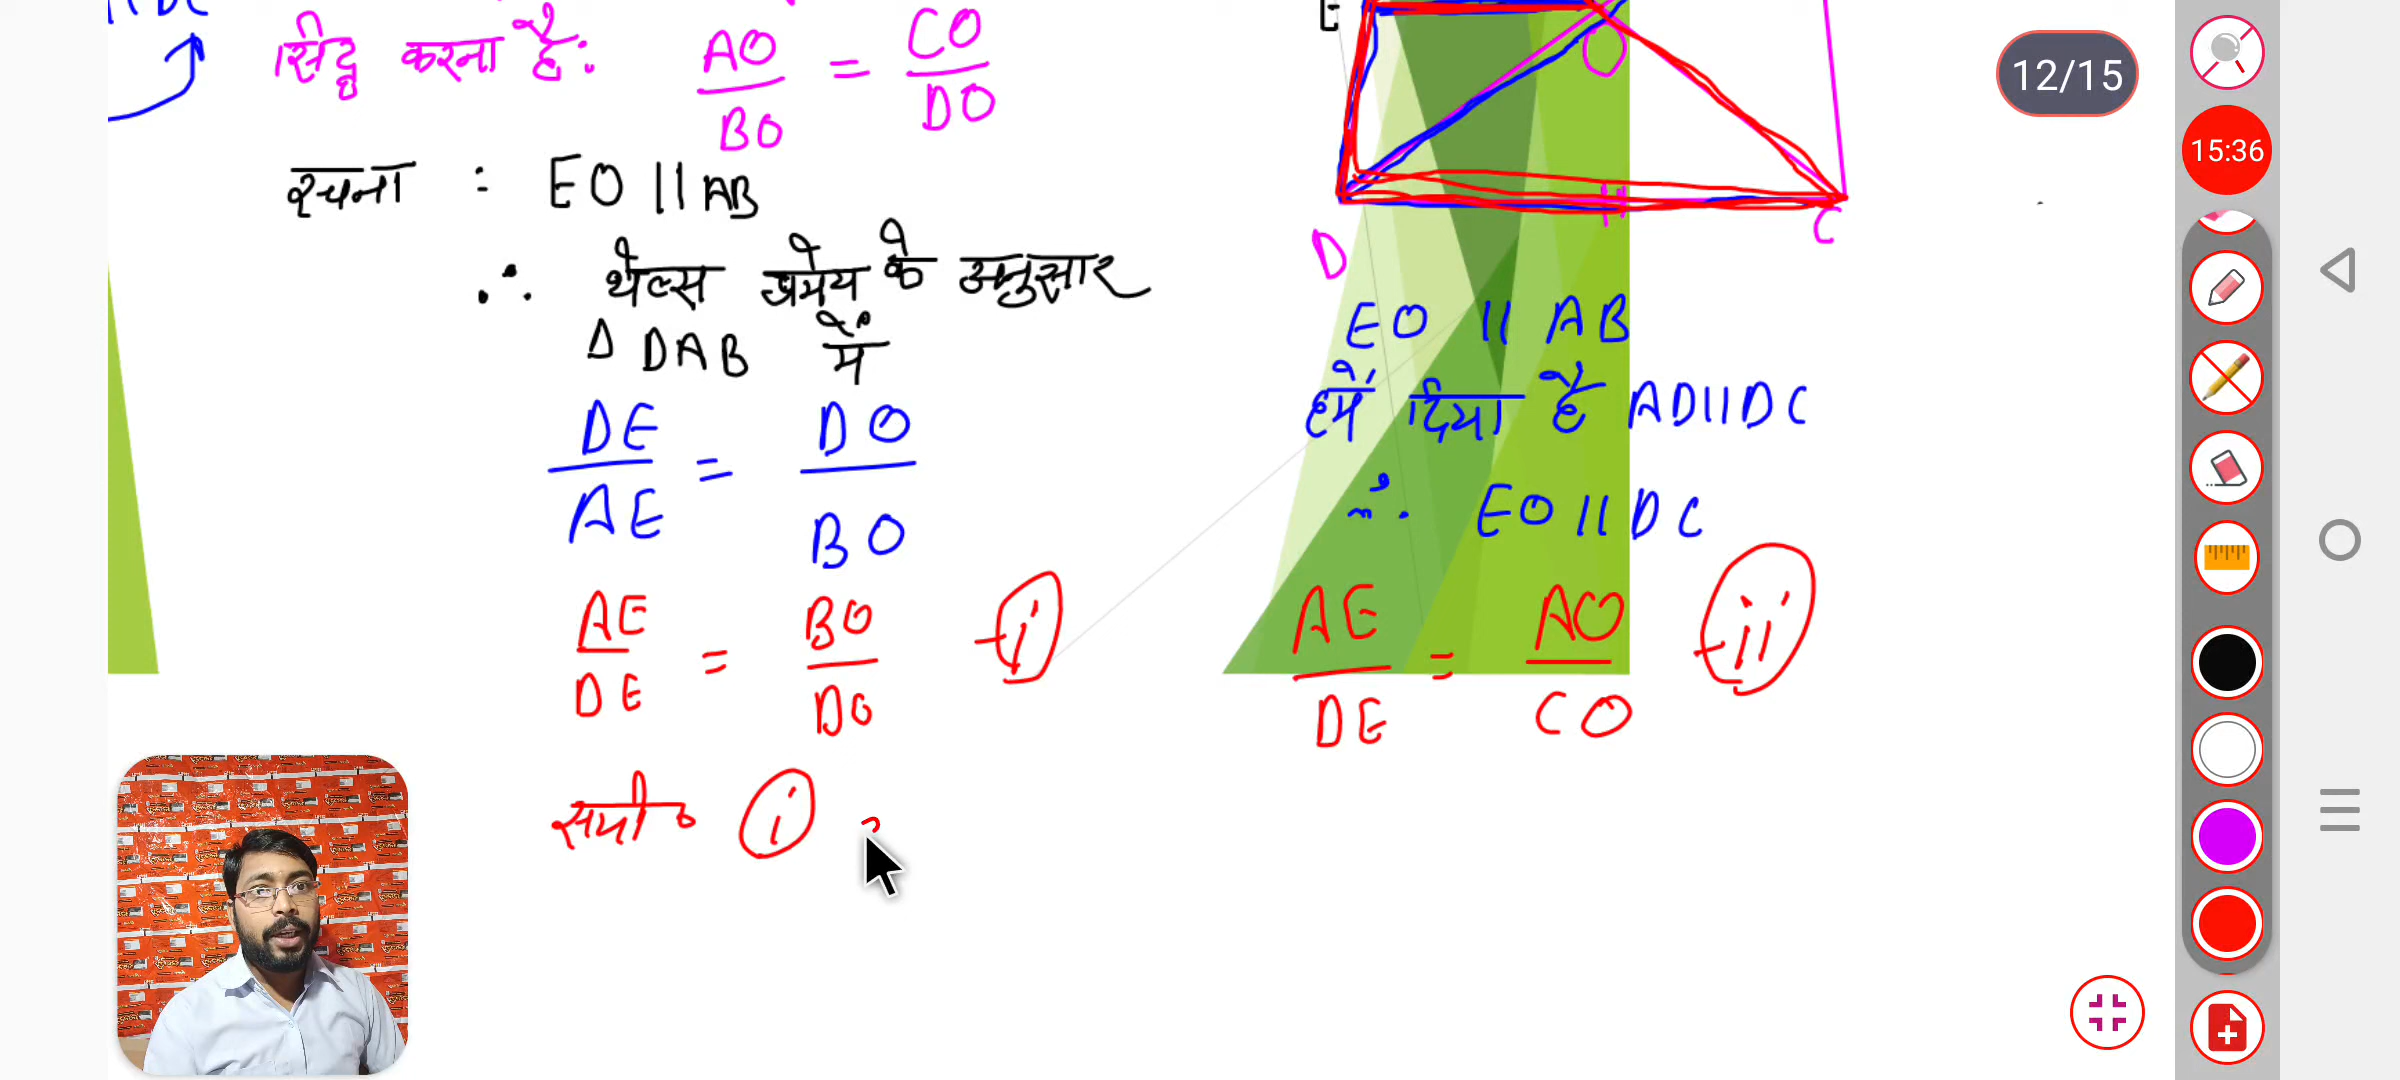 सिद्ध करना है: AO/BO = CO/DO
रचना : EO || AB
∴ थेल्स प्रमेय के अनुसार
Δ DAB में
DE/AE = DO/BO
AE/DE = BO/DO - i
समी० i
E
O
D
H
C
EO || AB
हमें दिया है AD||DC
∴ EO || DC
AE/DE = AO/CO - ii
12/15
15:36